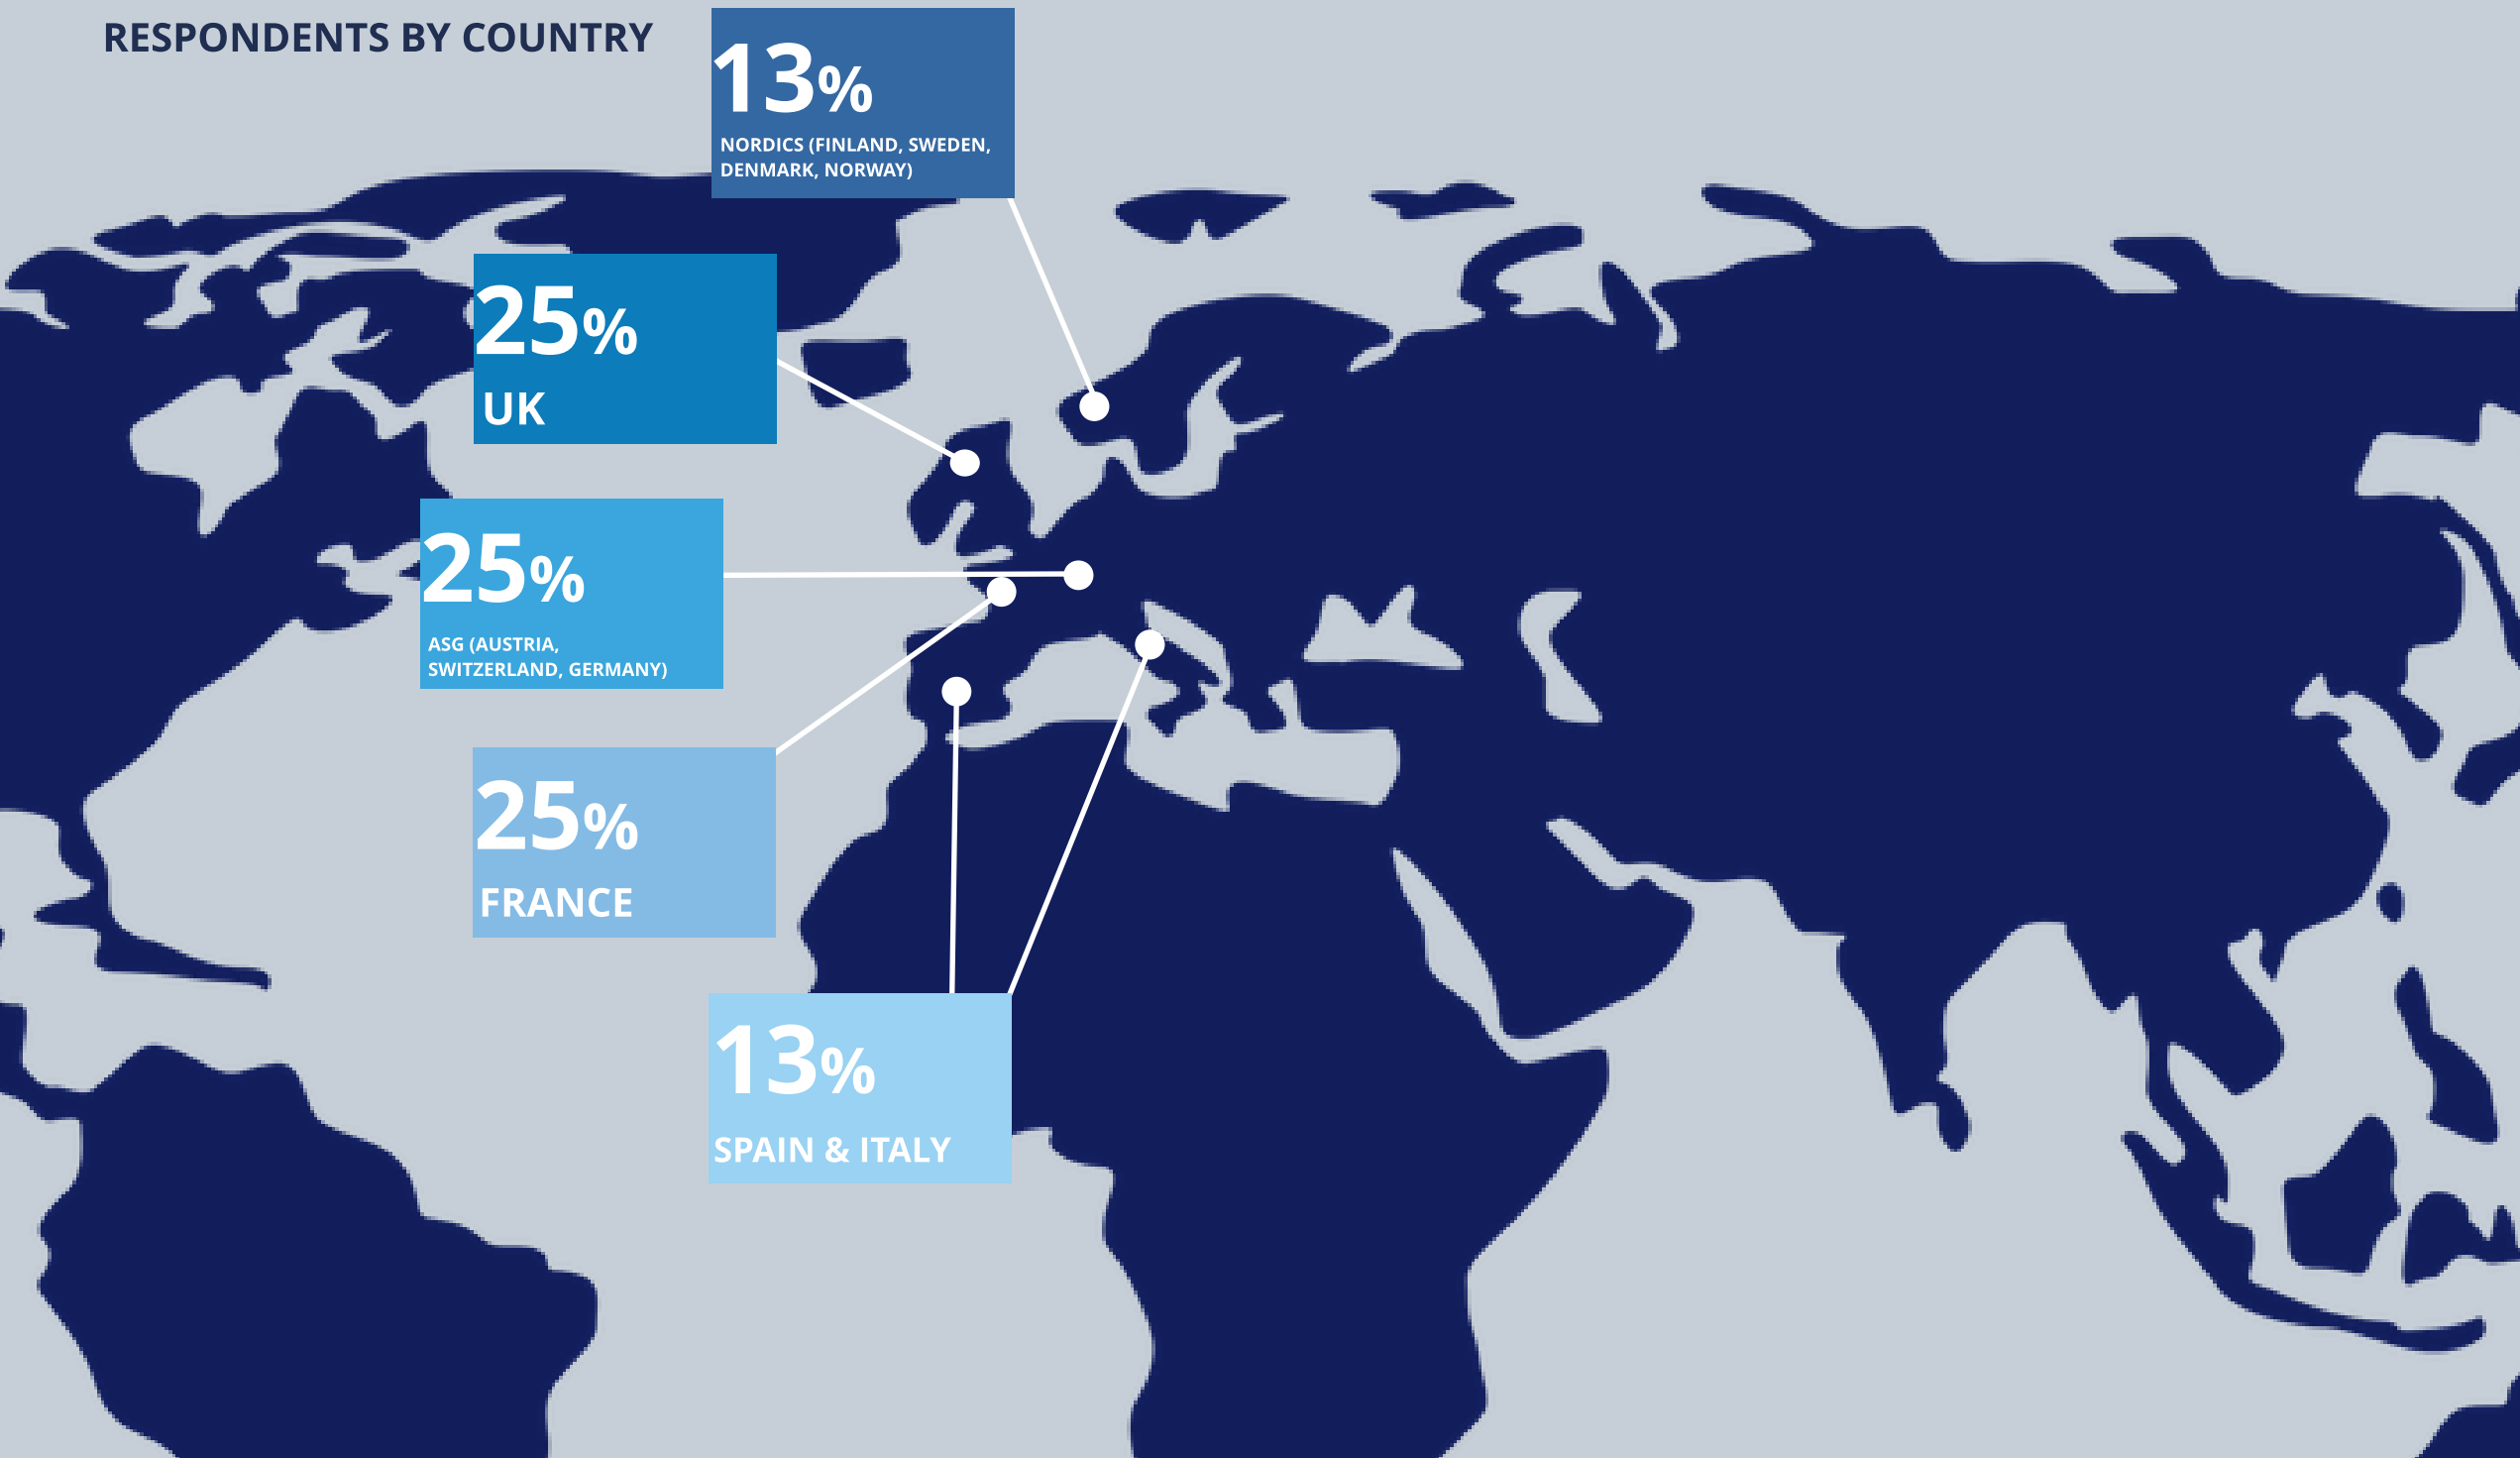 RESPONDENTS BY COUNTRY
13%
NORDICS (FINLAND, SWEDEN,
DENMARK, NORWAY)
25%
UK
25%
ASG (AUSTRIA,
SWITZERLAND, GERMANY)
25%
FRANCE
13%
SPAIN & ITALY